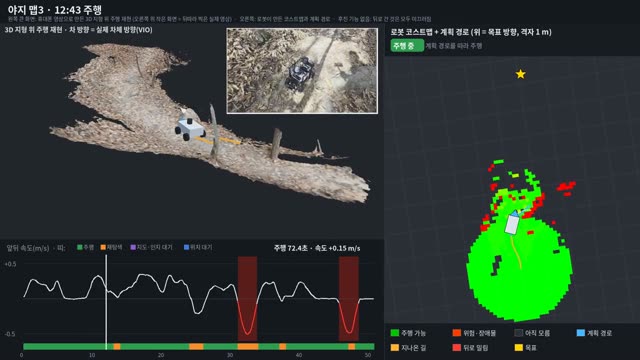 야지 맵3 · 12:43 주행
3D 지형 위 주행 재현 · 차 방향 = 실제 차체 방향(VIO)
로봇 코스트맵 + 계획 경로 (위 = 목표 방향, 격자 1 m)
주행 중
계획 경로를 따라 주행
앞뒤 속도(m/s) · 띠:
주행
재탐색
지도·인지 대기
위치 대기
주행 72.4초 · 속도 +0.15 m/s
+0.5
0
-0.5
0
10
20
30
40
50
주행 가능
위험·장애물
아직 모름
계획 경로
지나온 길
뒤로 밀림
목표